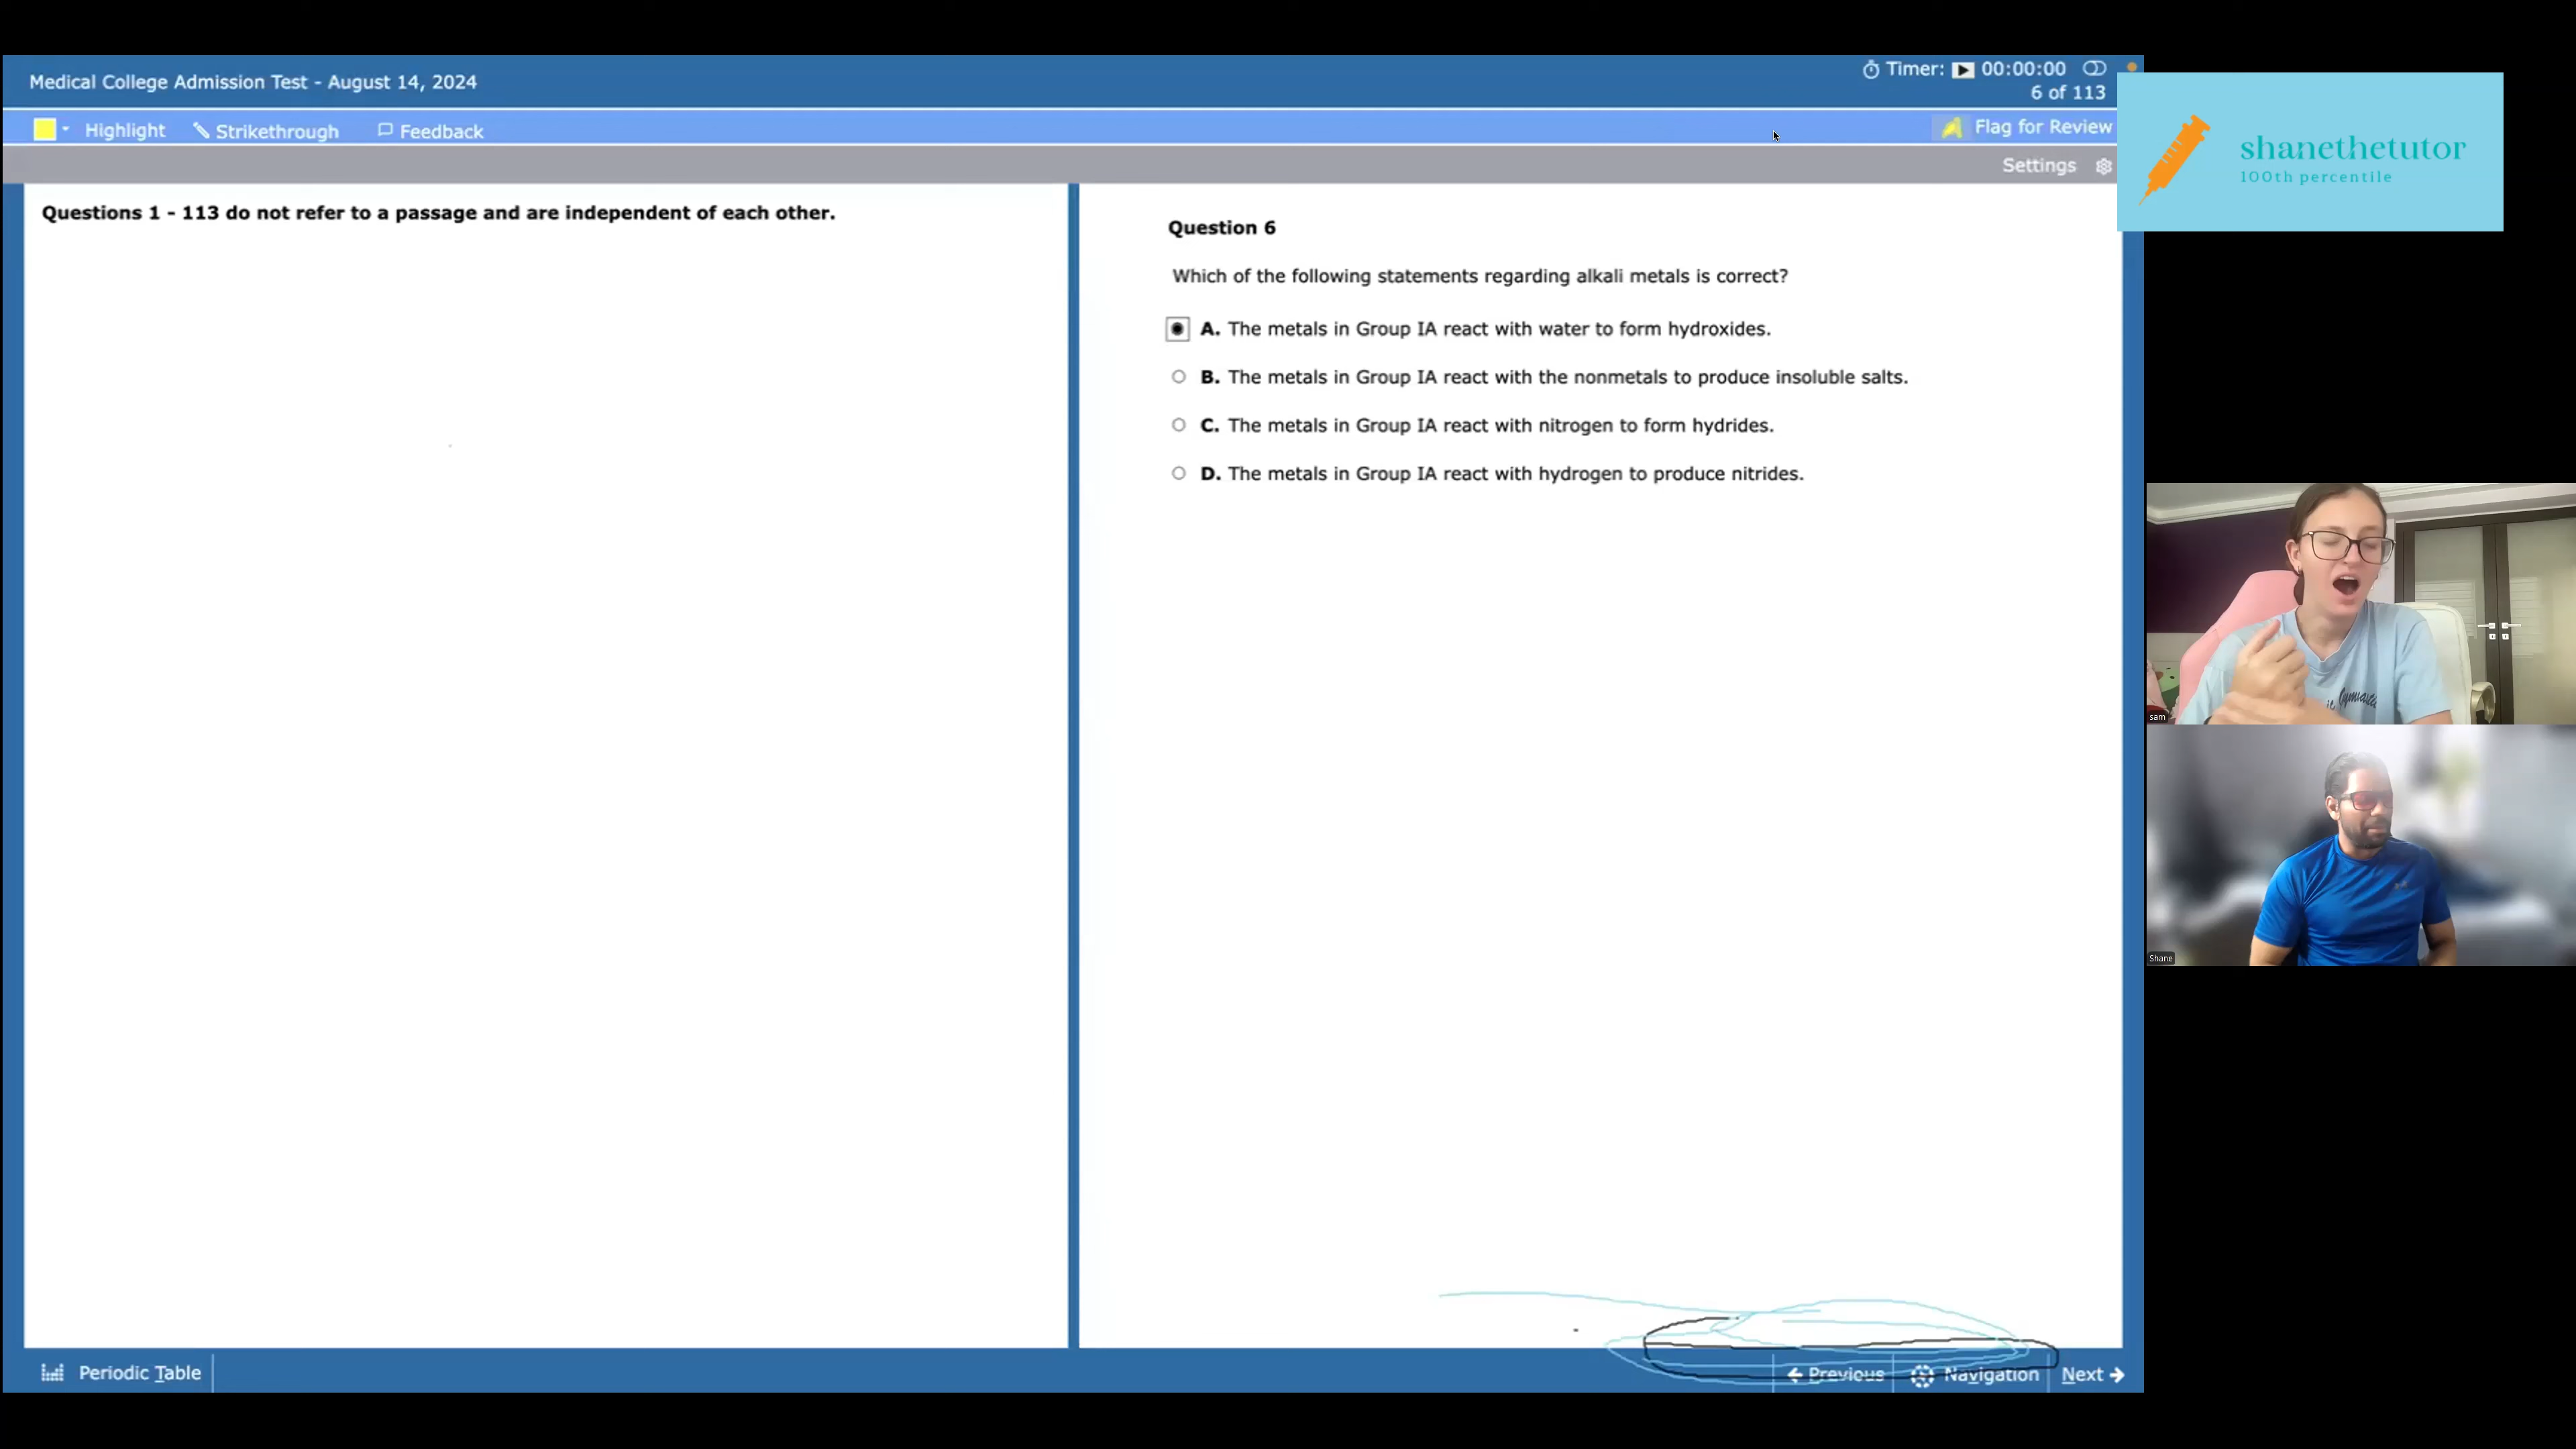 Medical College Admission Test - August 14, 2024
Timer: 00:00:00
6 of 113
Highlight Strikethrough Feedback
Flag for Review
Settings
shanethetutor
100th percentile
Questions 1 - 113 do not refer to a passage and are independent of each other.
Question 6
Which of the following statements regarding alkali metals is correct?
A. The metals in Group IA react with water to form hydroxides.
B. The metals in Group IA react with the nonmetals to produce insoluble salts.
C. The metals in Group IA react with nitrogen to form hydrides.
D. The metals in Group IA react with hydrogen to produce nitrides.
sam
Shane
Periodic Table
Previous Navigation Next